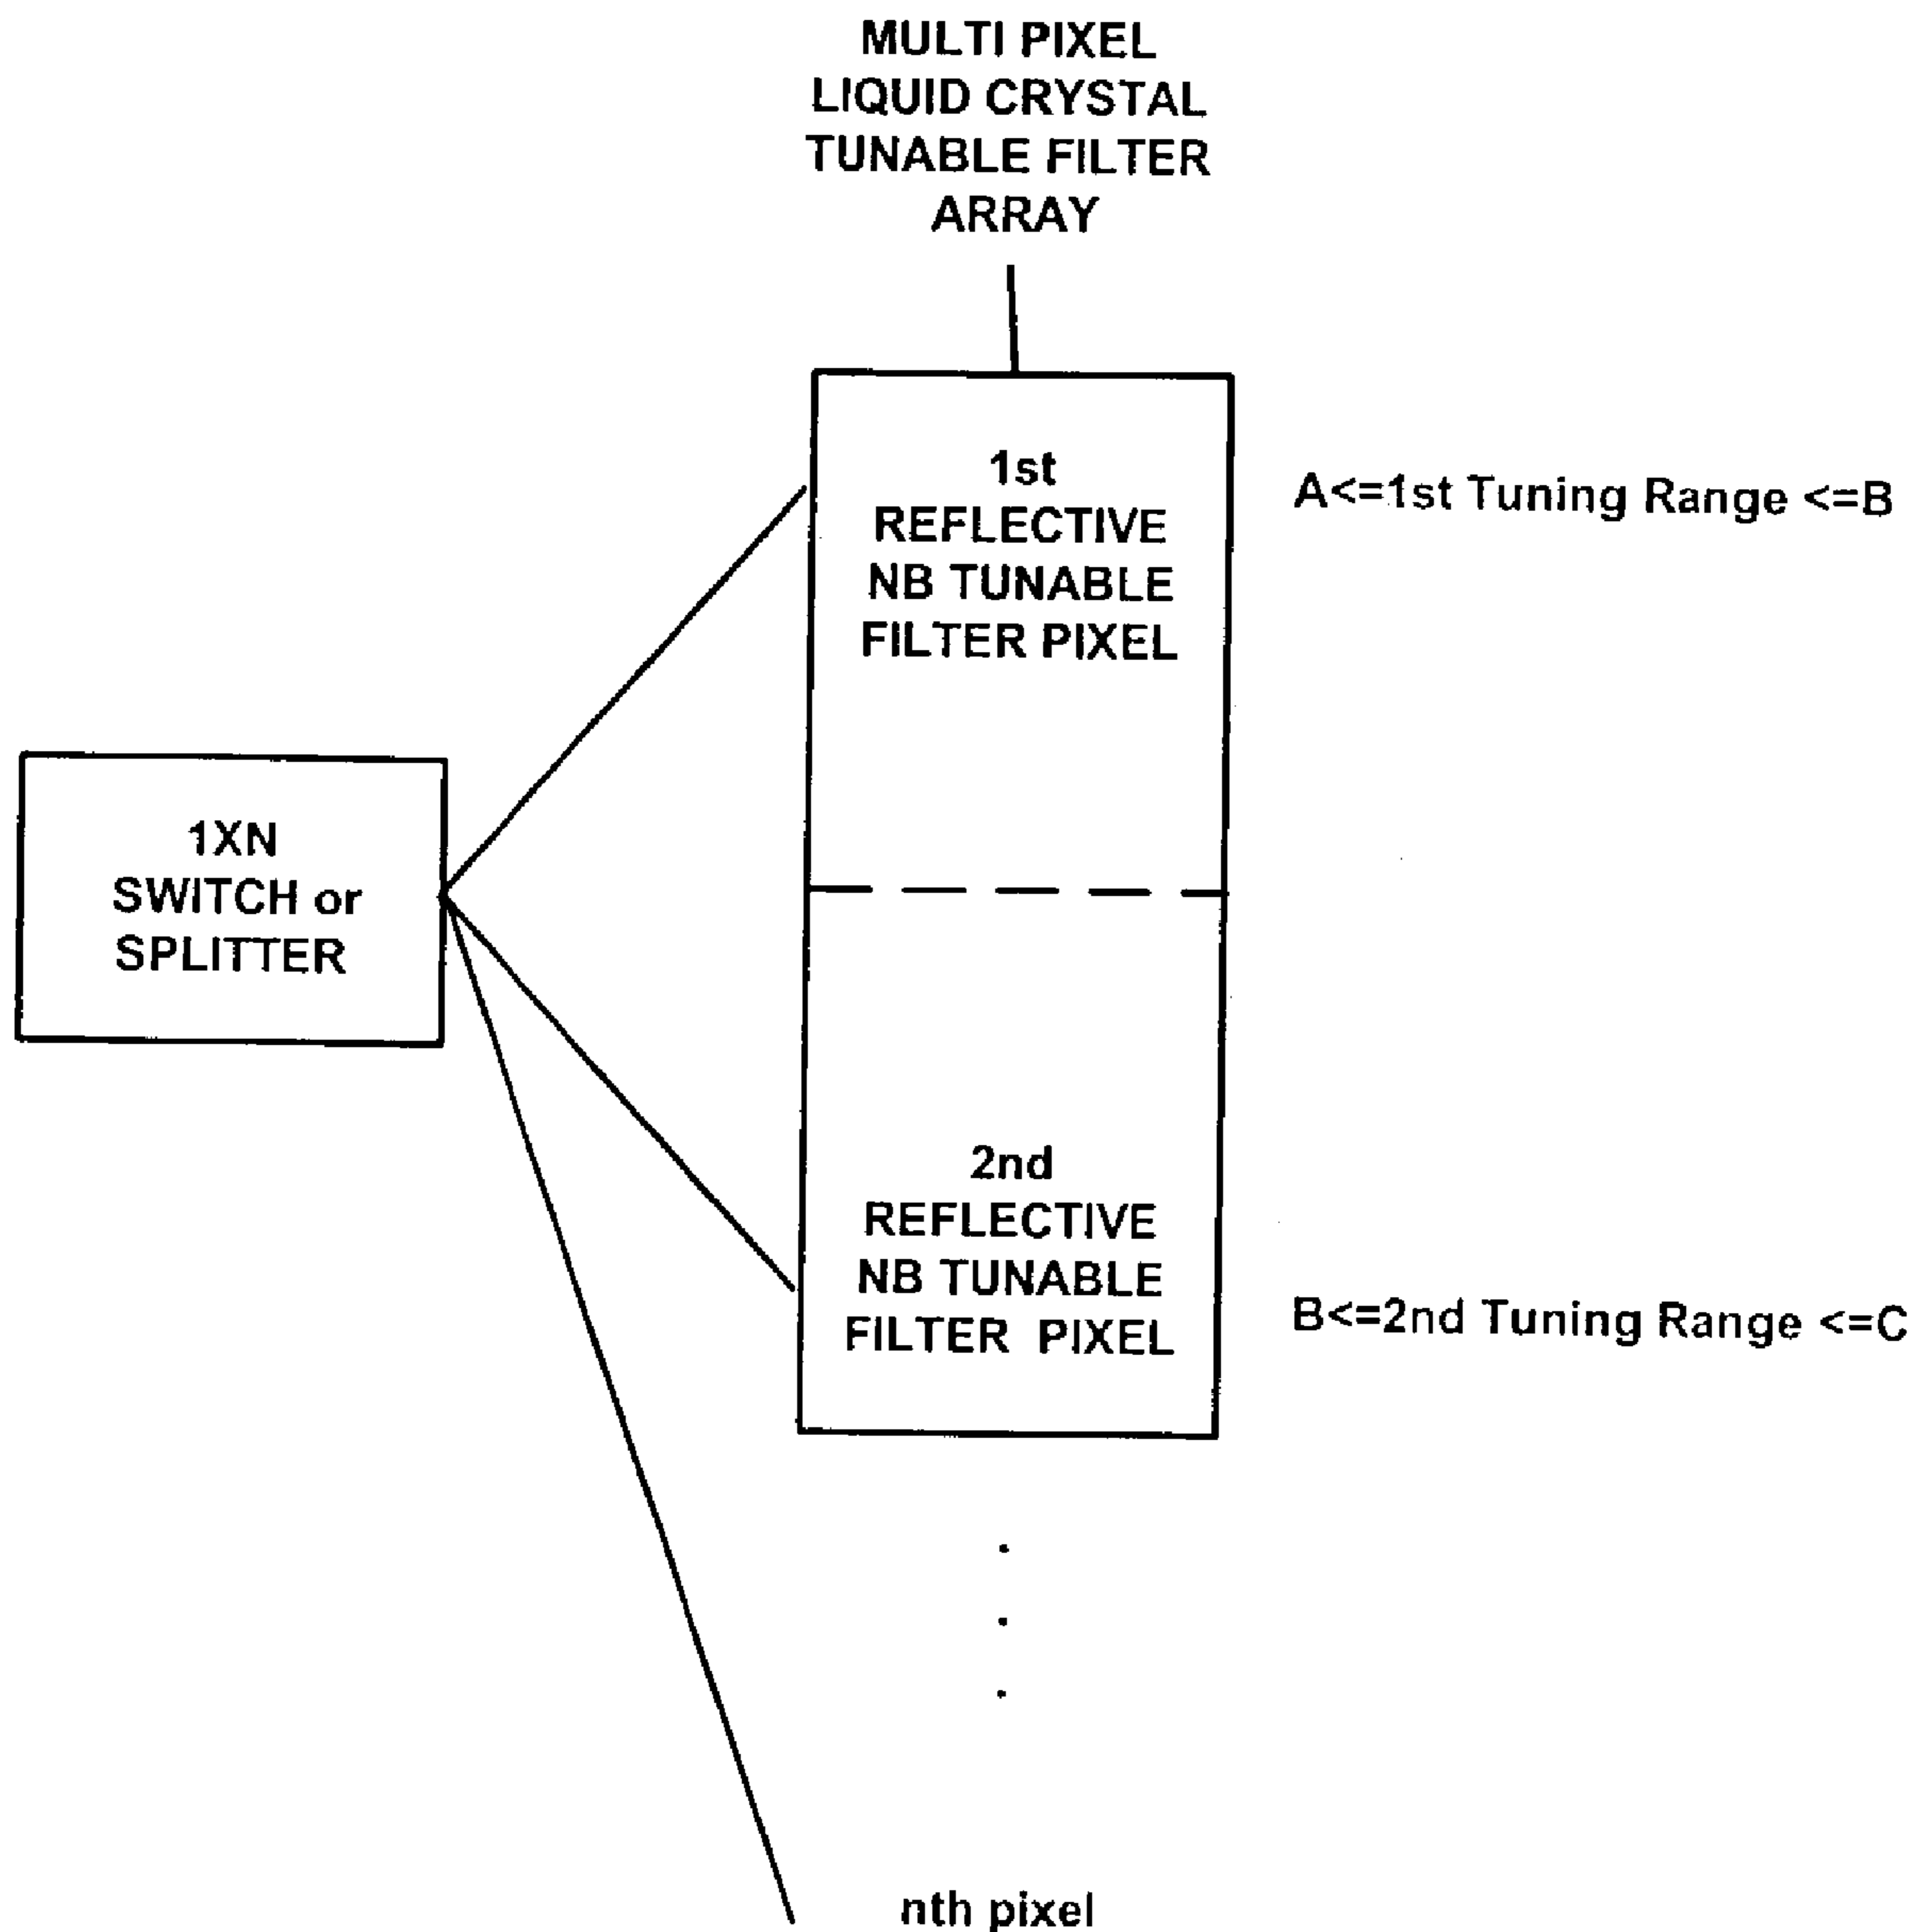 MULTI PIXEL
LIQUID CRYSTAL
TUNABLE FILTER
ARRAY
1st
REFLECTIVE
NB TUNABLE
FILTER PIXEL
A<=1st Tuning Range <=B
1XN
SWITCH or
SPLITTER
2nd
REFLECTIVE
NB TUNABLE
FILTER PIXEL
B<=2nd Tuning Range <=C
nth pixel